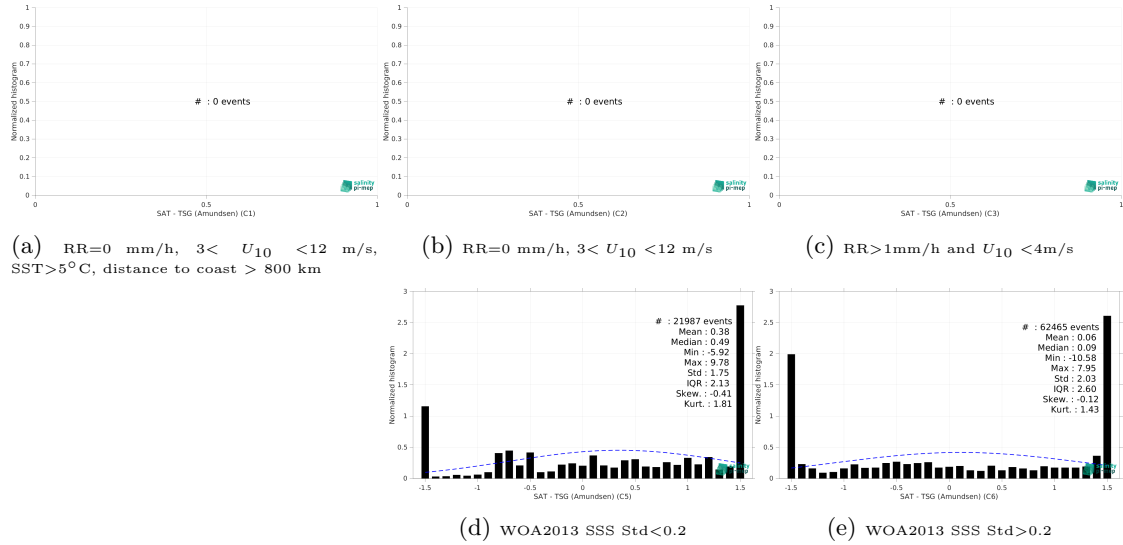 1
0.9
0.8
0.7
0.6
0.5
0.4
0.3
0.2
0.1
0
Normalized histogram
# : 0 events
salinity
pi-mep
0 0.5 1
SAT - TSG (Amundsen) (C1)
1
0.9
0.8
0.7
0.6
0.5
0.4
0.3
0.2
0.1
0
Normalized histogram
# : 0 events
salinity
pi-mep
0 0.5 1
SAT - TSG (Amundsen) (C2)
1
0.9
0.8
0.7
0.6
0.5
0.4
0.3
0.2
0.1
0
Normalized histogram
# : 0 events
salinity
pi-mep
0 0.5 1
SAT - TSG (Amundsen) (C3)
(a) RR=0 mm/h, 3< U10 <12 m/s,
SST>5°C, distance to coast > 800 km
(b) RR=0 mm/h, 3< U10 <12 m/s
(c) RR>1mm/h and U10 <4m/s
3
2.5
2
1.5
1
0.5
0
Normalized histogram
# : 21987 events
Mean : 0.38
Median : 0.49
Min : -5.92
Max : 9.78
Std : 1.75
IQR : 2.13
Skew. : -0.41
Kurt. : 1.81
salinity
pi-mep
-1.5 -1 -0.5 0 0.5 1 1.5
SAT - TSG (Amundsen) (C5)
3
2.5
2
1.5
1
0.5
0
Normalized histogram
# : 62465 events
Mean : 0.06
Median : 0.09
Min : -10.58
Max : 7.95
Std : 2.03
IQR : 2.60
Skew. : -0.12
Kurt. : 1.43
salinity
pi-mep
-1.5 -1 -0.5 0 0.5 1 1.5
SAT - TSG (Amundsen) (C6)
(d) WOA2013 SSS Std<0.2
(e) WOA2013 SSS Std>0.2